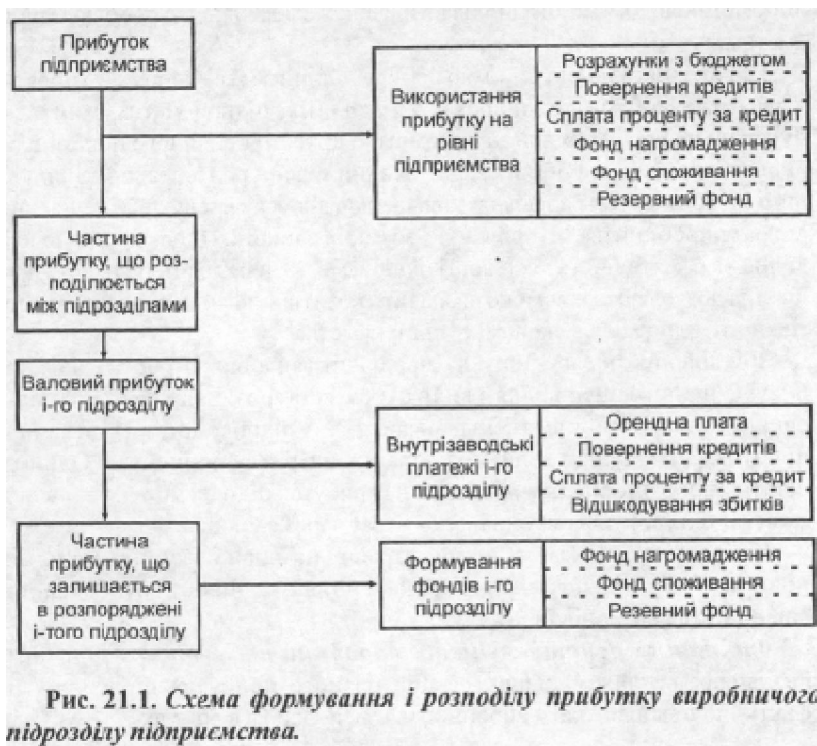 Прибуток
підприємства
Використання
прибутку на
рівні
підприємства
Розрахунки з бюджетом
Повернення кредитів
Сплата проценту за кредит
Фонд нагромадження
Фонд споживання
Резервний фонд
Частина
прибутку, що роз-
поділюється
між підрозділами
Валовий прибуток
і-го підрозділу
Внутрізаводські
платежі і-го
підрозділу
Орендна плата
Повернення кредитів
Сплата проценту за кредит
Відшкодування збитків
Частина
прибутку, що
залишається
в розпоряджені
і-того підрозділу
Формування
фондів і-го
підрозділу
Фонд нагромадження
Фонд споживання
Резевний фонд
Рис. 21.1. Схема формування і розподілу прибутку виробничого
підрозділу підприємства.